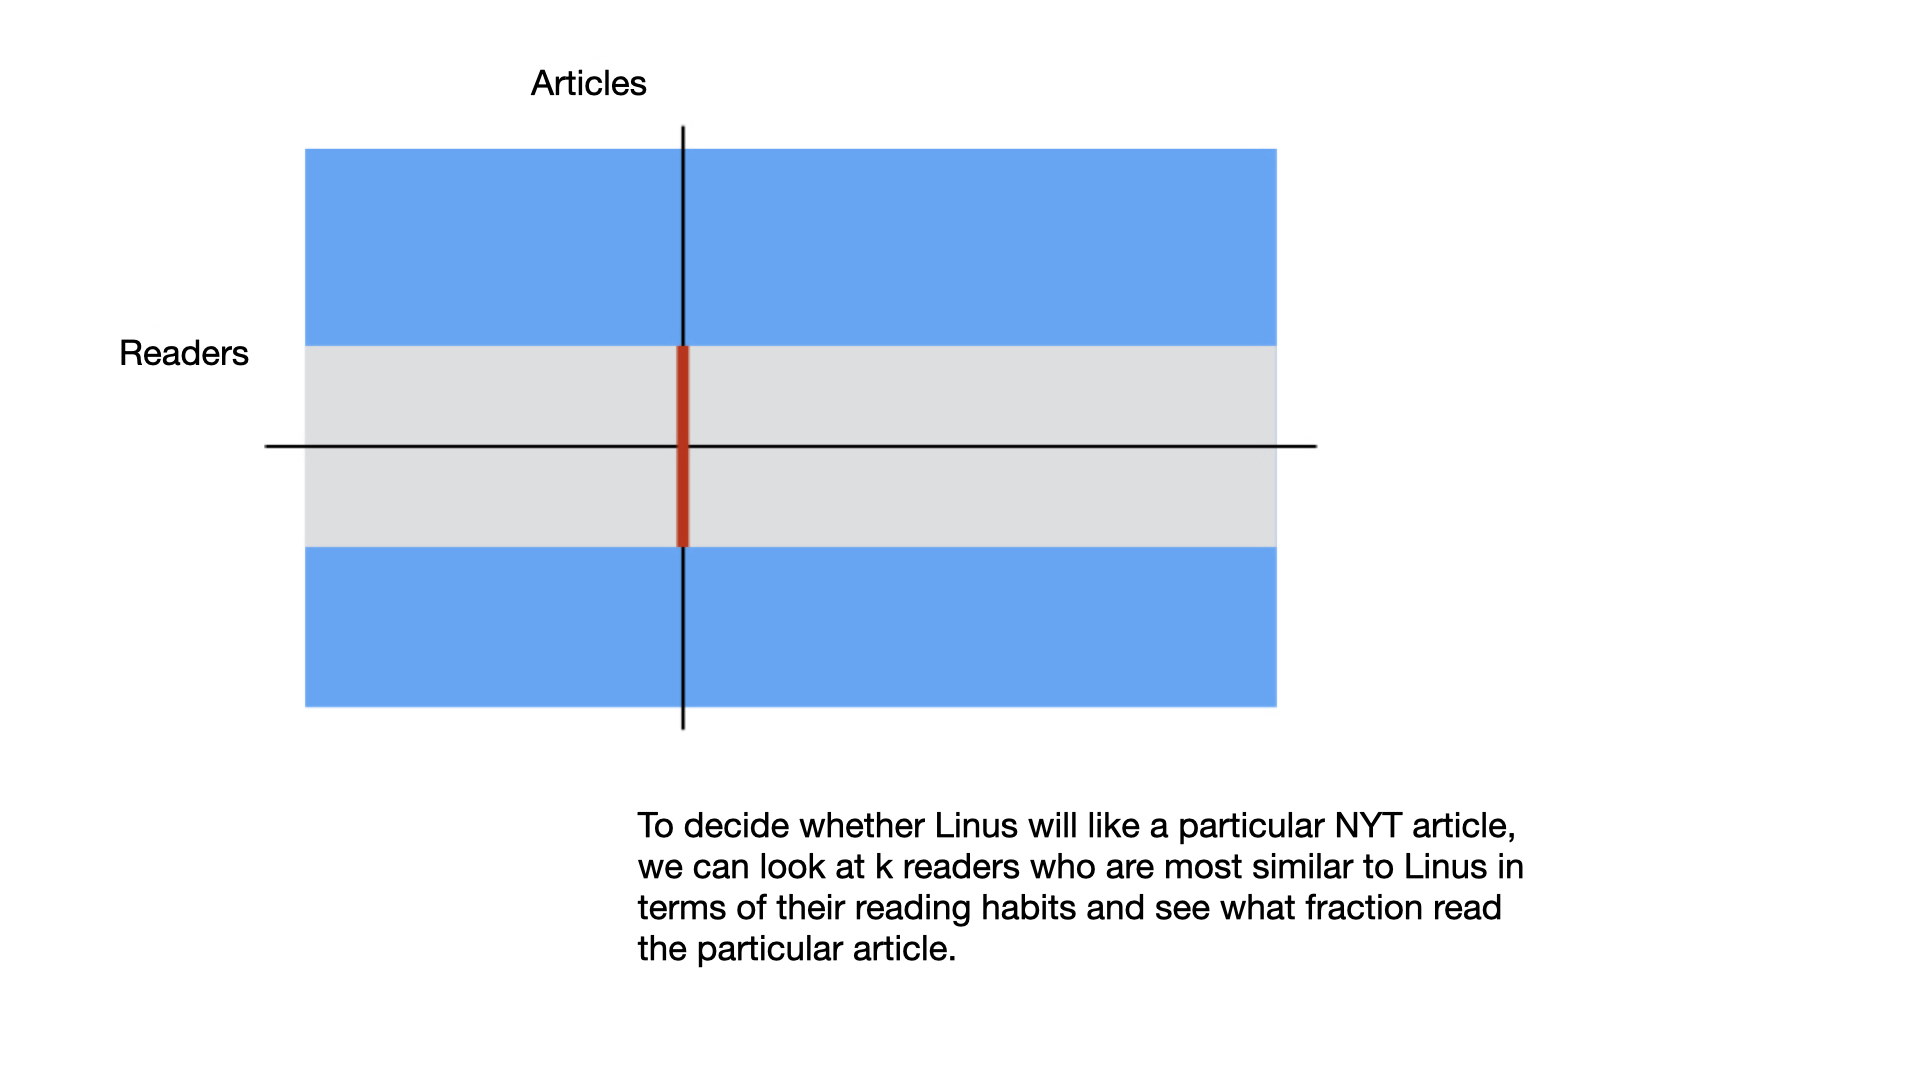 Articles
Readers
To decide whether Linus will like a particular NYT article,
we can look at k readers who are most similar to Linus in
terms of their reading habits and see what fraction read
the particular article.